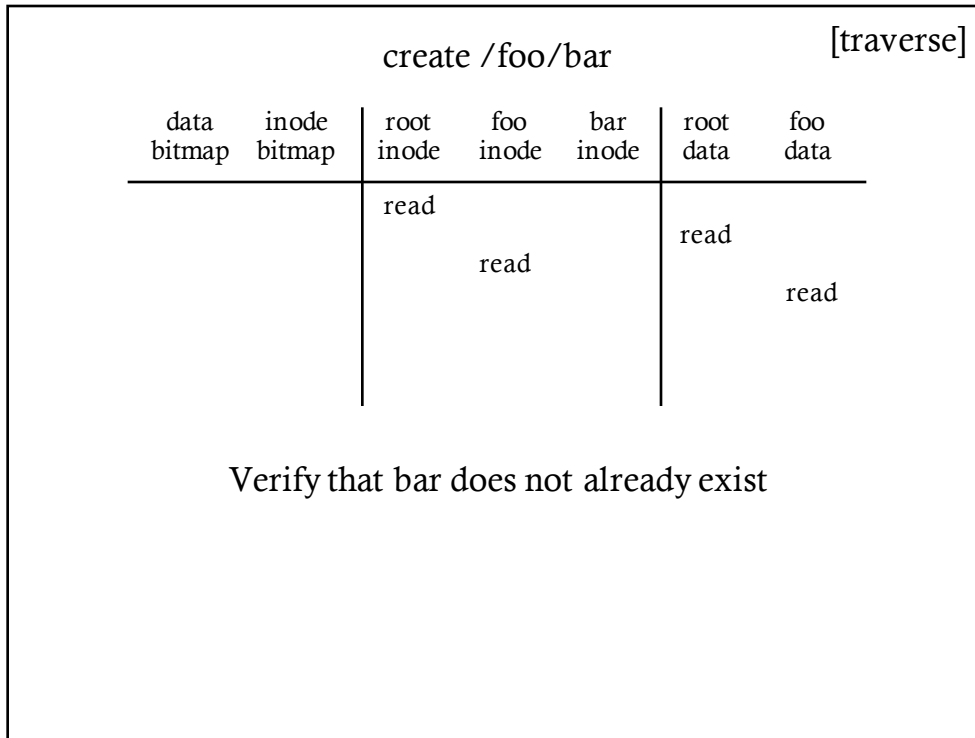 [traverse]
create /foo/bar
data inode root foo bar root foo
bitmap bitmap inode inode inode data data
read
read
read
read
Verify that bar does not already exist